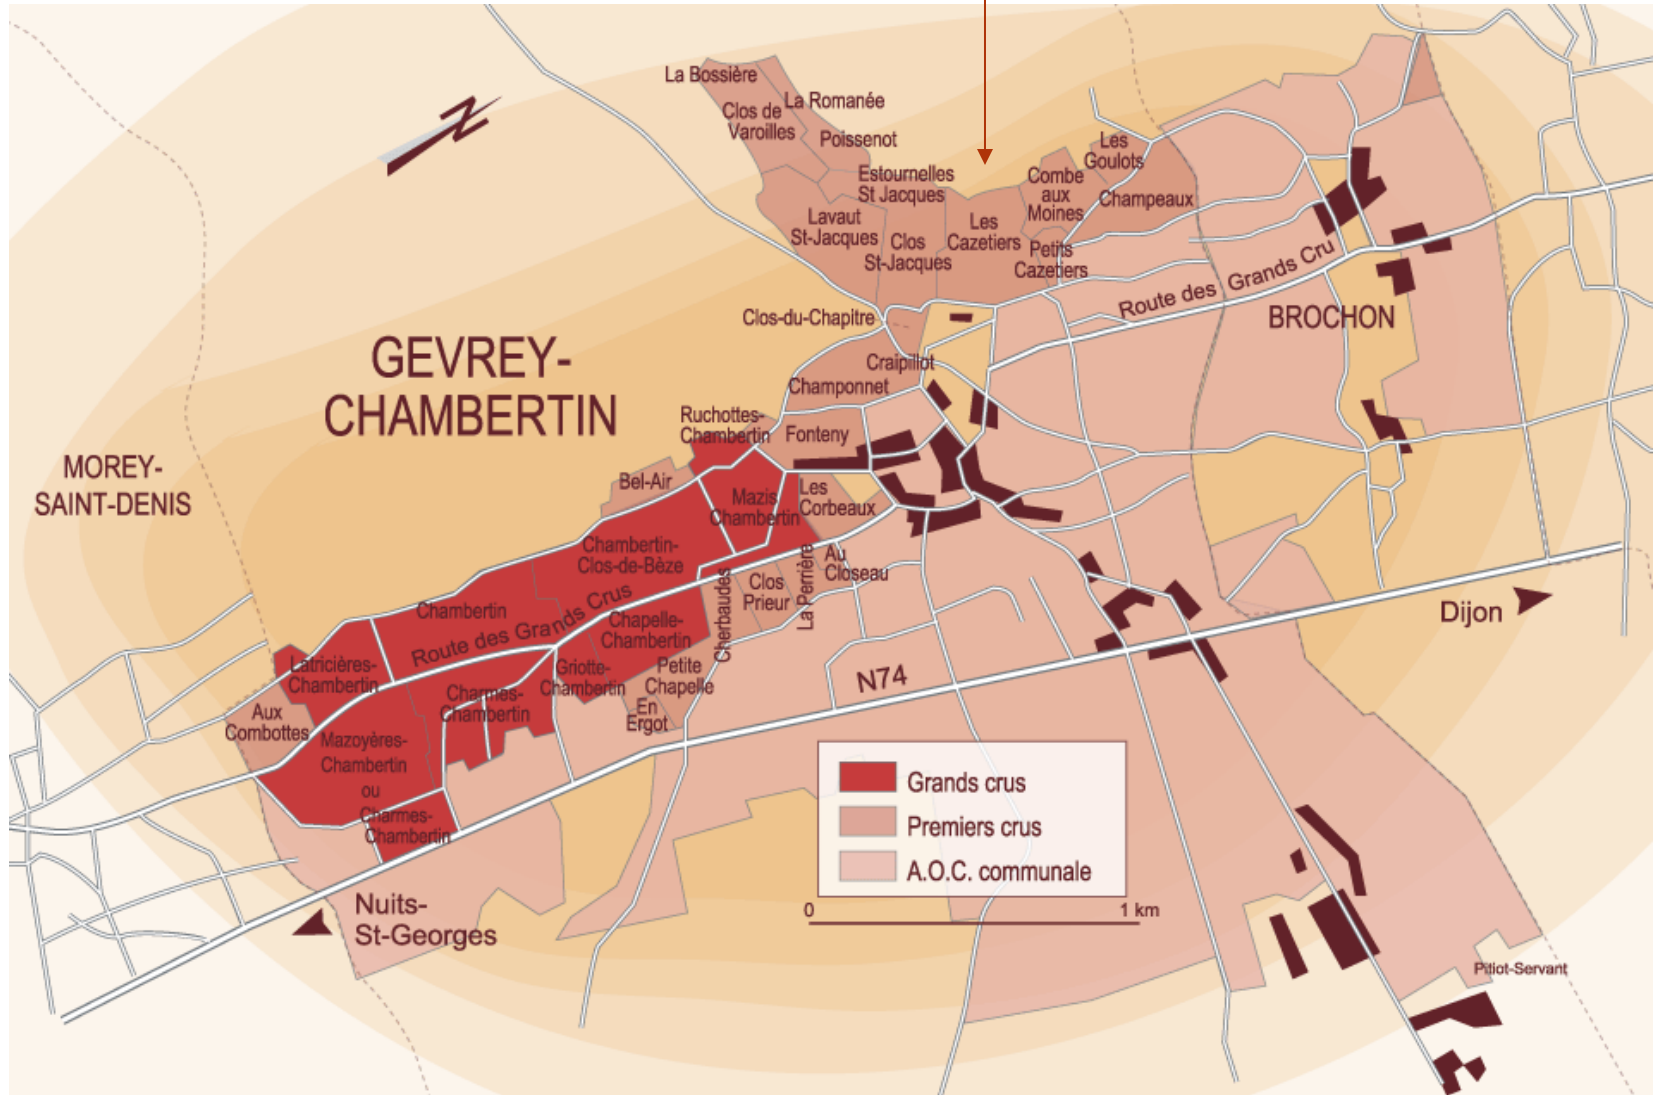 La Bossière
La Romanée
Clos de
Varoilles
Poissenot
Les
Goulots
Estournelles
St Jacques
Combe
aux
Moines
Champeaux
Lavaut
St-Jacques
Les
Cazetiers
Clos
St-Jacques
Petits
Cazetiers
Route des Grands Cru
BROCHON
Clos-du-Chapitre
GEVREY-
CHAMBERTIN
Craipillot
Champonnet
Ruchottes-
Chambertin
Fonteny
MOREY-
SAINT-DENIS
Bel-Air
Mazis
Chambertin
Les
Corbeaux
Chambertin-
Clos-de-Bèze
Au
Closeau
La Perrière
Clos
Prieur
Cherbaudes
Chambertin
Route des Grands Crus
Chapelle-
Chambertin
Dijon
Latricières-
Chambertin
Griotte-
Chambertin
Petite
Chapelle
N74
Charmes-
Chambertin
En
Ergot
Aux
Combottes
Mazoyères-
Chambertin
ou
Charmes-
Chambertin
Grands crus
Premiers crus
A.O.C. communale
0
1 km
Nuits-
St-Georges
Pitiot-Servant
N